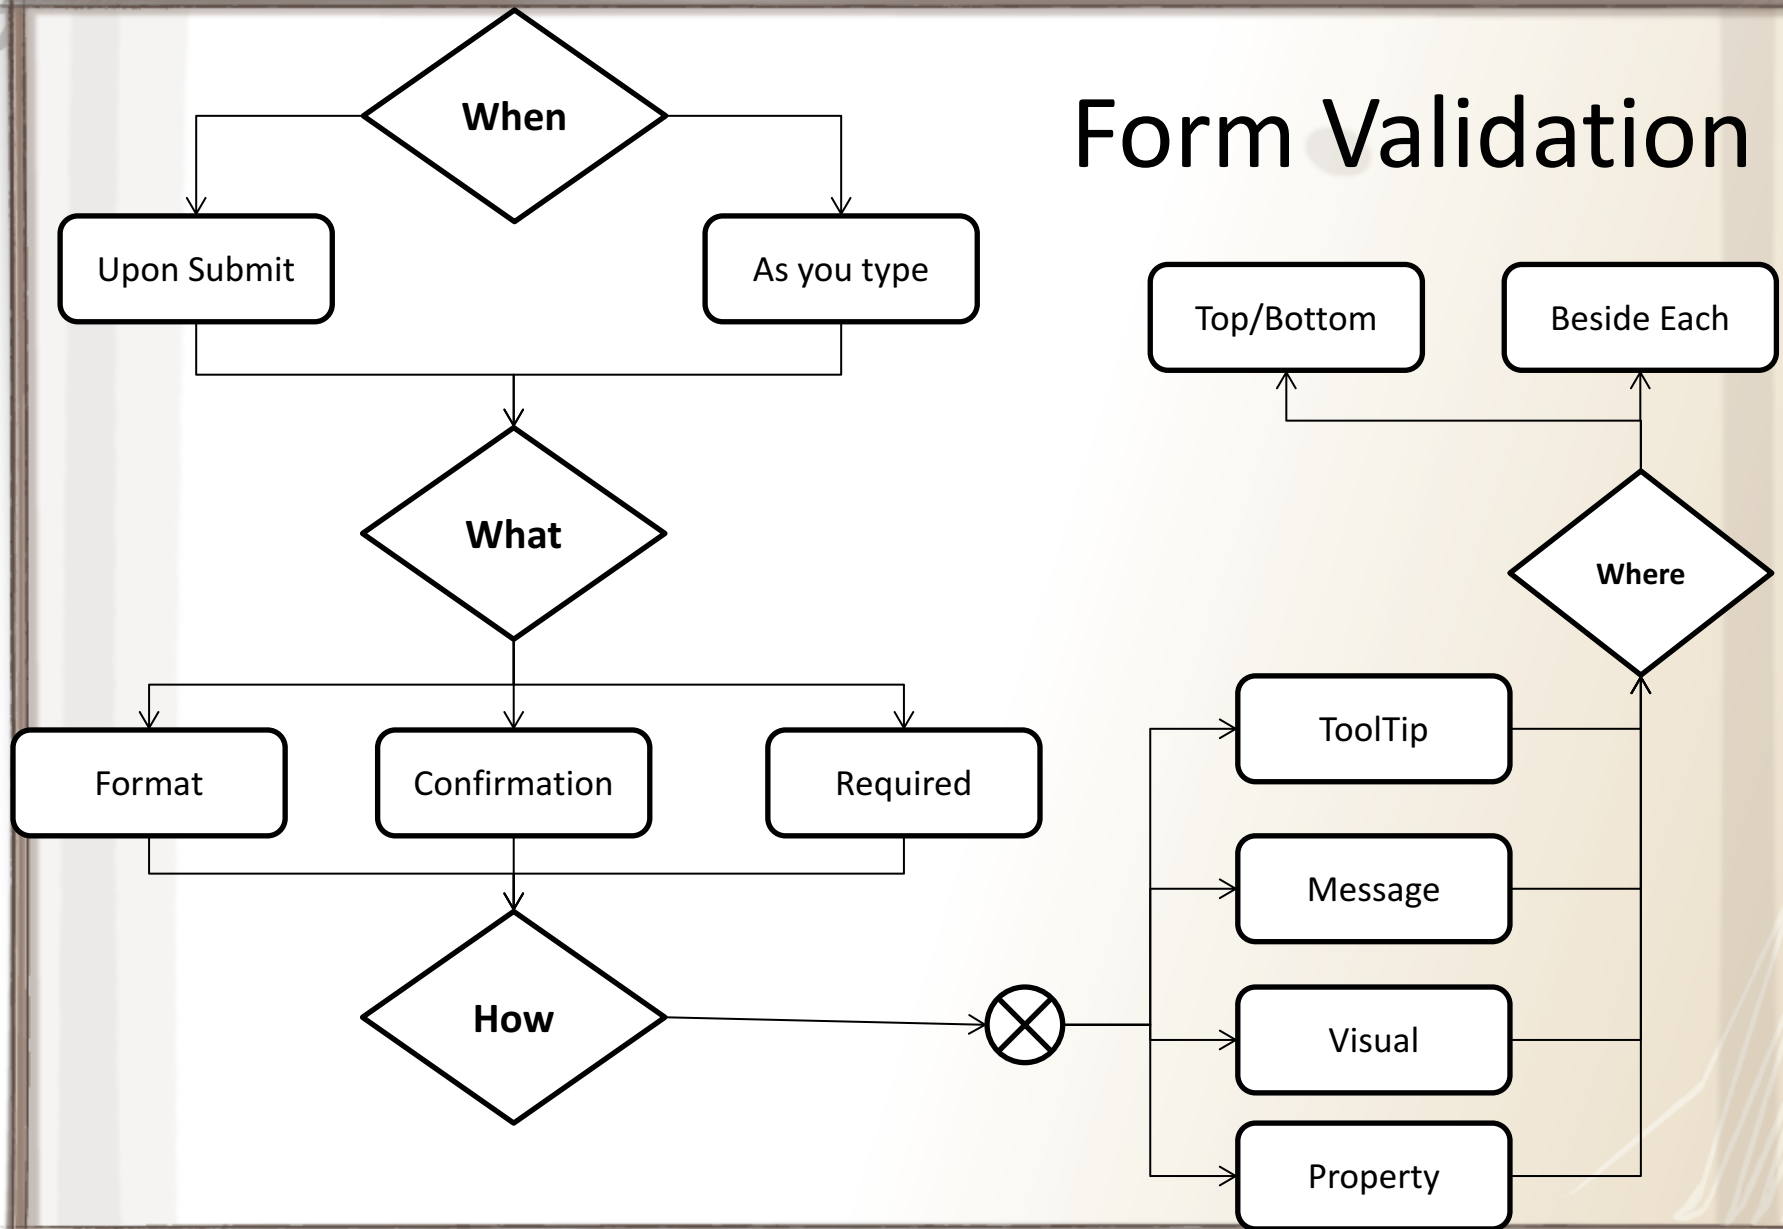 Form Validation
When
Upon Submit
As you type
What
Format
Confirmation
Required
How
ToolTip
Message
Visual
Property
Where
Top/Bottom
Beside Each